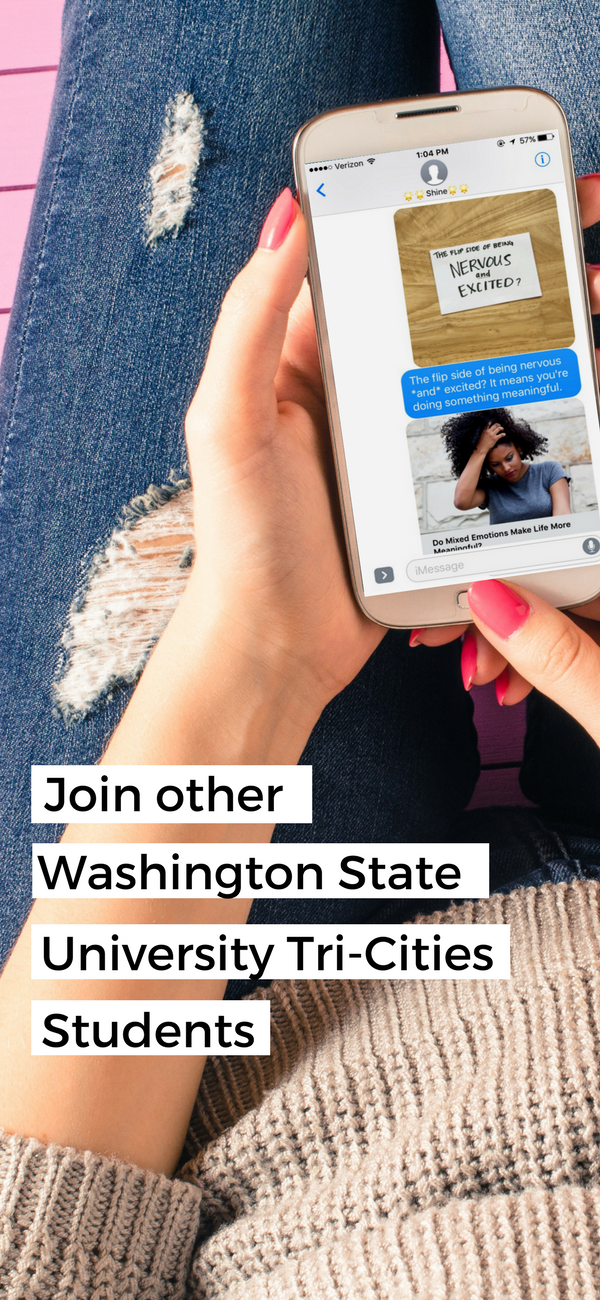 Verizon
1:04 PM
57%
Shine
THE FLIP SIDE OF BEING
NERVOUS
and
EXCITED?
The flip side of being nervous
*and* excited? It means you're
doing something meaningful.
Do Mixed Emotions Make Life More
Meaningful?
iMessage
Join other
Washington State
University Tri-Cities
Students